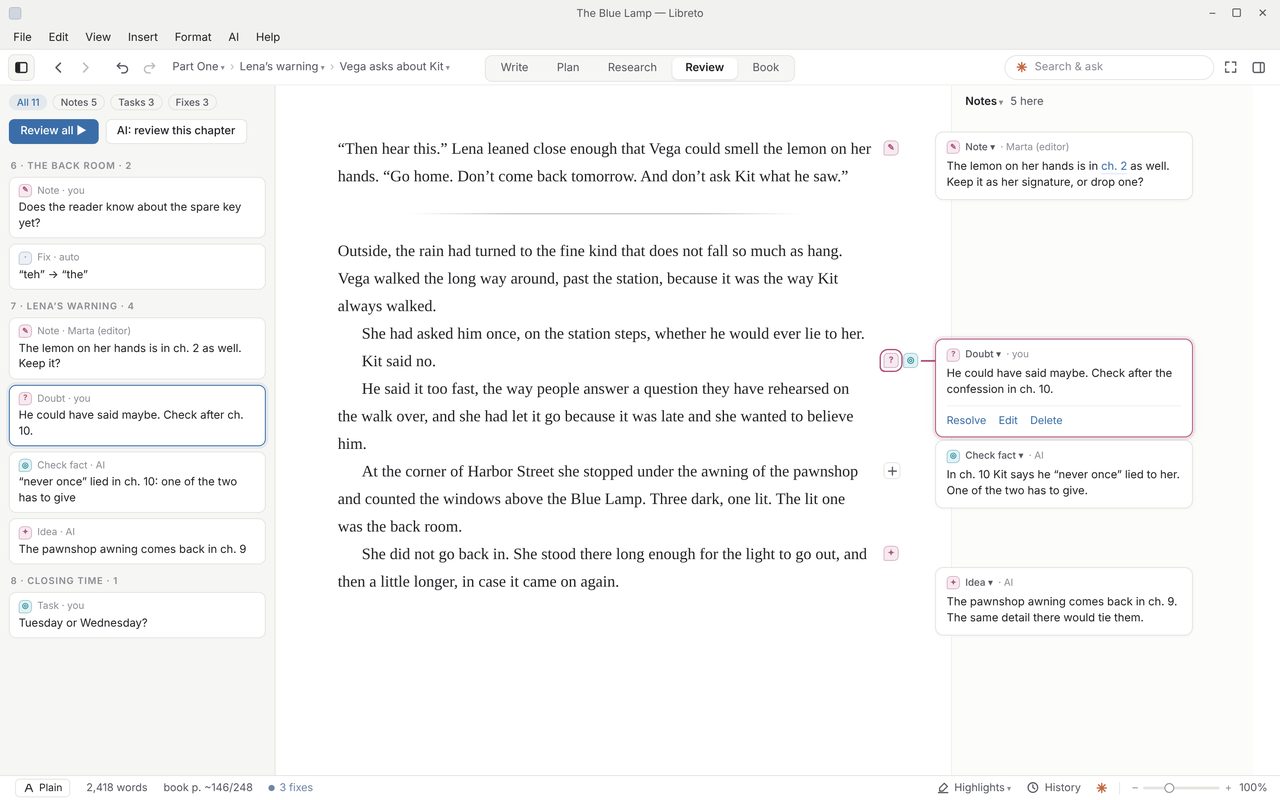 The Blue Lamp — Libreto
File Edit View Insert Format AI Help
Part One › Lena’s warning › Vega asks about Kit
Write Plan Research Review Book
Search & ask
All 11 Notes 5 Tasks 3 Fixes 3
Review all AI: review this chapter
6 · THE BACK ROOM · 2
Note · you
Does the reader know about the spare key
yet?
Fix · auto
“teh” → “the”
7 · LENA’S WARNING · 4
Note · Marta (editor)
The lemon on her hands is in ch. 2 as well.
Keep it?
Doubt · you
He could have said maybe. Check after ch.
10.
Check fact · AI
“never once” lied in ch. 10: one of the two
has to give
Idea · AI
The pawnshop awning comes back in ch. 9
8 · CLOSING TIME · 1
Task · you
Tuesday or Wednesday?
“Then hear this.” Lena leaned close enough that Vega could smell the lemon on her
hands. “Go home. Don’t come back tomorrow. And don’t ask Kit what he saw.”
Outside, the rain had turned to the fine kind that does not fall so much as hang.
Vega walked the long way around, past the station, because it was the way Kit
always walked.
She had asked him once, on the station steps, whether he would ever lie to her.
Kit said no.
He said it too fast, the way people answer a question they have rehearsed on
the walk over, and she had let it go because it was late and she wanted to believe
him.
At the corner of Harbor Street she stopped under the awning of the pawnshop
and counted the windows above the Blue Lamp. Three dark, one lit. The lit one
was the back room.
She did not go back in. She stood there long enough for the light to go out, and
then a little longer, in case it came on again.
Notes 5 here
Note · Marta (editor)
The lemon on her hands is in ch. 2 as well.
Keep it as her signature, or drop one?
Doubt · you
He could have said maybe. Check after the
confession in ch. 10.
Resolve Edit Delete
Check fact · AI
In ch. 10 Kit says he “never once” lied to her.
One of the two has to give.
Idea · AI
The pawnshop awning comes back in ch. 9.
The same detail there would tie them.
A Plain 2,418 words book p. ~146/248 3 fixes
Highlights History − + 100%